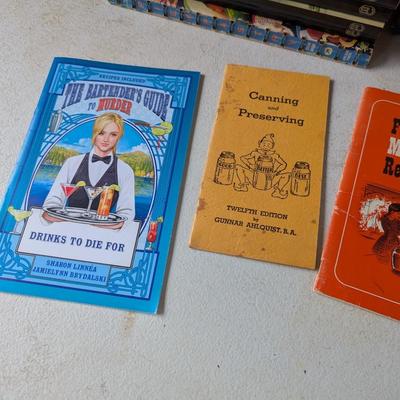 RECIPES INCLUDED
THE BARTENDER'S GUIDE
TO MURDER
DRINKS TO DIE FOR
SHARON LINNÉA
JAMIELYNN BRYDALSKI
Canning
and
Preserving
TWELFTH EDITION
by
GUNNAR AHLQUIST, B.A.